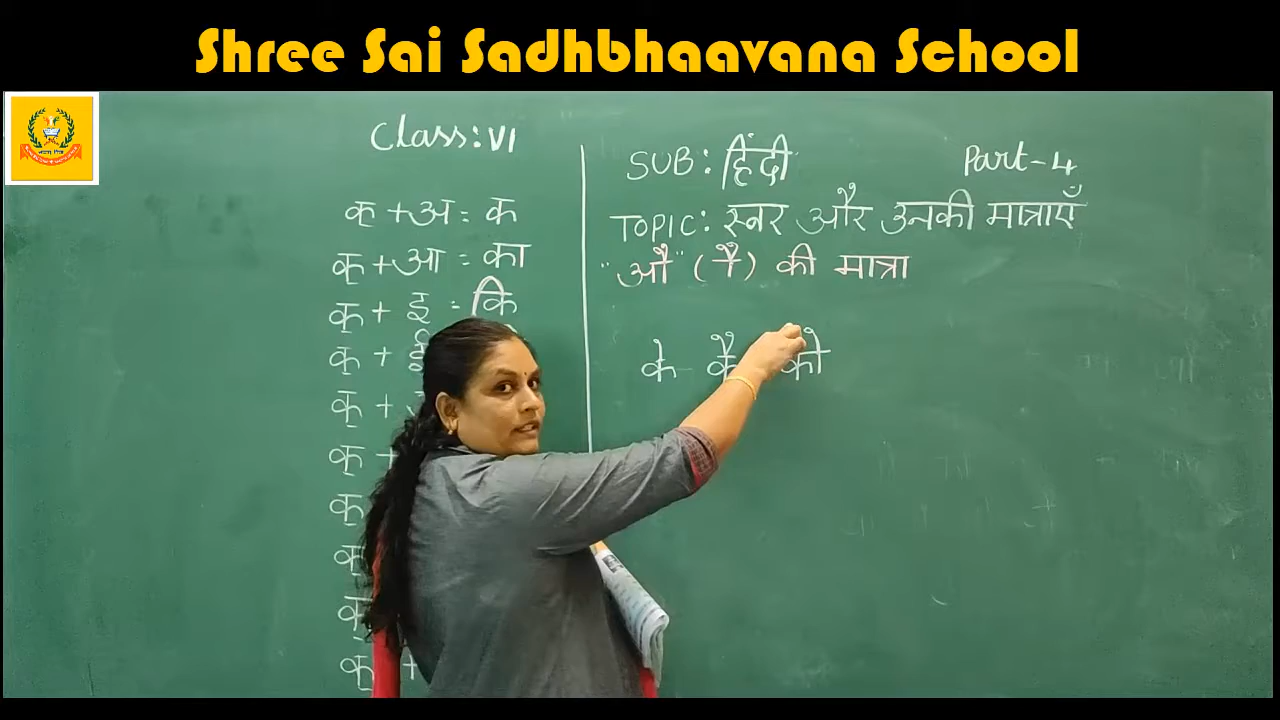 Shree Sai Sadhbhaavana School
Class: VI
क् + अ = क
क् + आ = का
क् + इ = कि
क् + ई
क् +
क् +
क्
क्
क्
क् +
SUB: हिंदी
Part-4
TOPIC: स्वर और उनकी मात्राएँ
"औ" (ौ) की मात्रा
के कै को